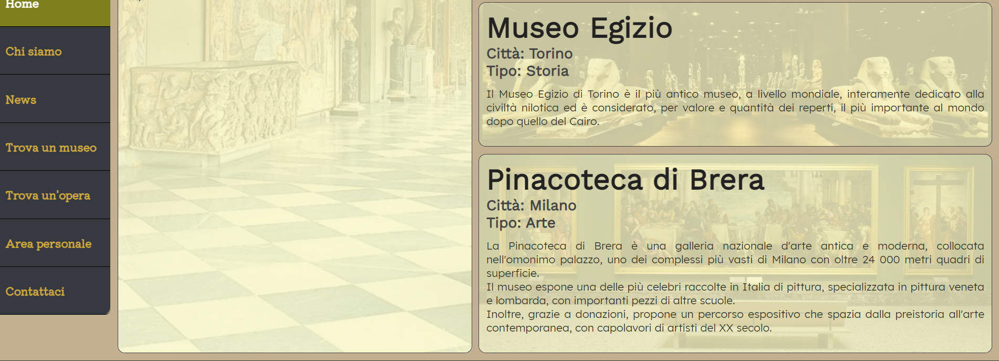 Home
Chi siamo
News
Trova un museo
Trova un'opera
Area personale
Contattaci
Museo Egizio
Città: Torino
Tipo: Storia
Il Museo Egizio di Torino è il più antico museo, a livello mondiale, interamente dedicato alla
civiltà nilotica ed è considerato, per valore e quantità dei reperti, il più importante al mondo
dopo quello del Cairo.
Pinacoteca di Brera
Città: Milano
Tipo: Arte
La Pinacoteca di Brera è una galleria nazionale d'arte antica e moderna, collocata
nell'omonimo palazzo, uno dei complessi più vasti di Milano con oltre 24 000 metri quadri di
superficie.
Il museo espone una delle più celebri raccolte in Italia di pittura, specializzata in pittura veneta
e lombarda, con importanti pezzi di altre scuole.
Inoltre, grazie a donazioni, propone un percorso espositivo che spazia dalla preistoria all'arte
contemporanea, con capolavori di artisti del XX secolo.